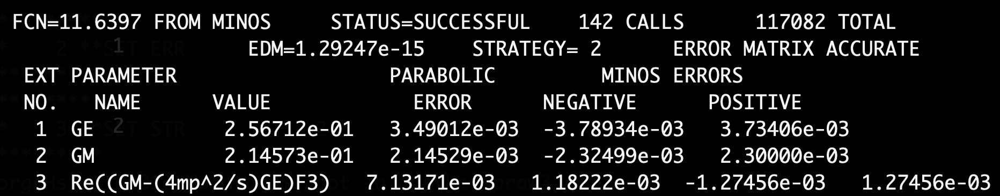 FCN=11.6397 FROM MINOS STATUS=SUCCESSFUL 142 CALLS 117082 TOTAL
EDM=1.29247e-15 STRATEGY= 2 ERROR MATRIX ACCURATE
EXT PARAMETER PARABOLIC MINOS ERRORS
NO. NAME VALUE ERROR NEGATIVE POSITIVE
1 GE 2.56712e-01 3.49012e-03 -3.78934e-03 3.73406e-03
2 GM 2.14573e-01 2.14529e-03 -2.32499e-03 2.30000e-03
3 Re((GM-(4mp^2/s)GE)F3) 7.13171e-03 1.18222e-03 -1.27456e-03 1.27456e-03